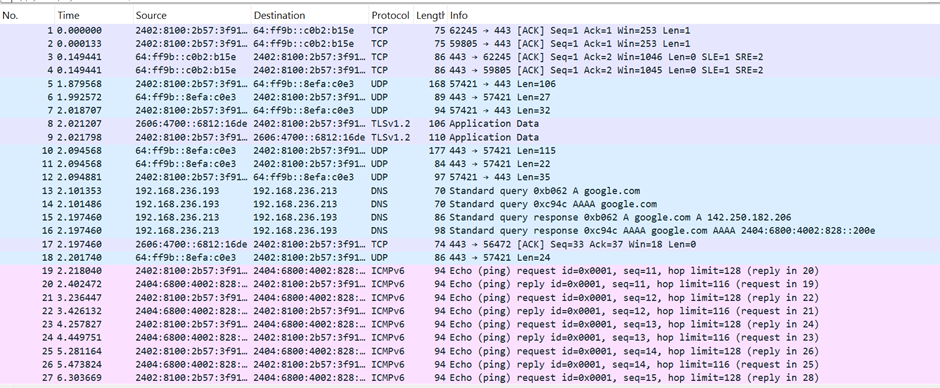 No. Time Source Destination Protocol Length Info
1 0.000000 2402:8100:2b57:3f91… 64:ff9b::c0b2:b15e TCP 75 62245 → 443 [ACK] Seq=1 Ack=1 Win=253 Len=1
2 0.000133 2402:8100:2b57:3f91… 64:ff9b::c0b2:b15e TCP 75 59805 → 443 [ACK] Seq=1 Ack=1 Win=253 Len=1
3 0.149441 64:ff9b::c0b2:b15e 2402:8100:2b57:3f91… TCP 86 443 → 62245 [ACK] Seq=1 Ack=2 Win=1046 Len=0 SLE=1 SRE=2
4 0.149441 64:ff9b::c0b2:b15e 2402:8100:2b57:3f91… TCP 86 443 → 59805 [ACK] Seq=1 Ack=2 Win=1045 Len=0 SLE=1 SRE=2
5 1.879568 2402:8100:2b57:3f91… 64:ff9b::8efa:c0e3 UDP 168 57421 → 443 Len=106
6 1.992572 64:ff9b::8efa:c0e3 2402:8100:2b57:3f91… UDP 89 443 → 57421 Len=27
7 2.018707 2402:8100:2b57:3f91… 64:ff9b::8efa:c0e3 UDP 94 57421 → 443 Len=32
8 2.021207 2606:4700::6812:16de 2402:8100:2b57:3f91… TLSv1.2 106 Application Data
9 2.021798 2402:8100:2b57:3f91… 2606:4700::6812:16de TLSv1.2 110 Application Data
10 2.094568 64:ff9b::8efa:c0e3 2402:8100:2b57:3f91… UDP 177 443 → 57421 Len=115
11 2.094568 64:ff9b::8efa:c0e3 2402:8100:2b57:3f91… UDP 84 443 → 57421 Len=22
12 2.094881 2402:8100:2b57:3f91… 64:ff9b::8efa:c0e3 UDP 97 57421 → 443 Len=35
13 2.101353 192.168.236.193 192.168.236.213 DNS 70 Standard query 0xb062 A google.com
14 2.101486 192.168.236.193 192.168.236.213 DNS 70 Standard query 0xc94c AAAA google.com
15 2.197460 192.168.236.213 192.168.236.193 DNS 86 Standard query response 0xb062 A google.com A 142.250.182.206
16 2.197460 192.168.236.213 192.168.236.193 DNS 98 Standard query response 0xc94c AAAA google.com AAAA 2404:6800:4002:828::200e
17 2.197460 2606:4700::6812:16de 2402:8100:2b57:3f91… TCP 74 443 → 56472 [ACK] Seq=33 Ack=37 Win=18 Len=0
18 2.201740 64:ff9b::8efa:c0e3 2402:8100:2b57:3f91… UDP 86 443 → 57421 Len=24
19 2.218040 2402:8100:2b57:3f91… 2404:6800:4002:828:… ICMPv6 94 Echo (ping) request id=0x0001, seq=11, hop limit=128 (reply in 20)
20 2.402472 2404:6800:4002:828:… 2402:8100:2b57:3f91… ICMPv6 94 Echo (ping) reply id=0x0001, seq=11, hop limit=116 (request in 19)
21 3.236447 2402:8100:2b57:3f91… 2404:6800:4002:828:… ICMPv6 94 Echo (ping) request id=0x0001, seq=12, hop limit=128 (reply in 22)
22 3.426132 2404:6800:4002:828:… 2402:8100:2b57:3f91… ICMPv6 94 Echo (ping) reply id=0x0001, seq=12, hop limit=116 (request in 21)
23 4.257827 2402:8100:2b57:3f91… 2404:6800:4002:828:… ICMPv6 94 Echo (ping) request id=0x0001, seq=13, hop limit=128 (reply in 24)
24 4.449751 2404:6800:4002:828:… 2402:8100:2b57:3f91… ICMPv6 94 Echo (ping) reply id=0x0001, seq=13, hop limit=116 (request in 23)
25 5.281164 2402:8100:2b57:3f91… 2404:6800:4002:828:… ICMPv6 94 Echo (ping) request id=0x0001, seq=14, hop limit=128 (reply in 26)
26 5.473824 2404:6800:4002:828:… 2402:8100:2b57:3f91… ICMPv6 94 Echo (ping) reply id=0x0001, seq=14, hop limit=116 (request in 25)
27 6.303669 2402:8100:2b57:3f91… 2404:6800:4002:828:… ICMPv6 94 Echo (ping) request id=0x0001, seq=15, hop limit=128 (reply in 28)